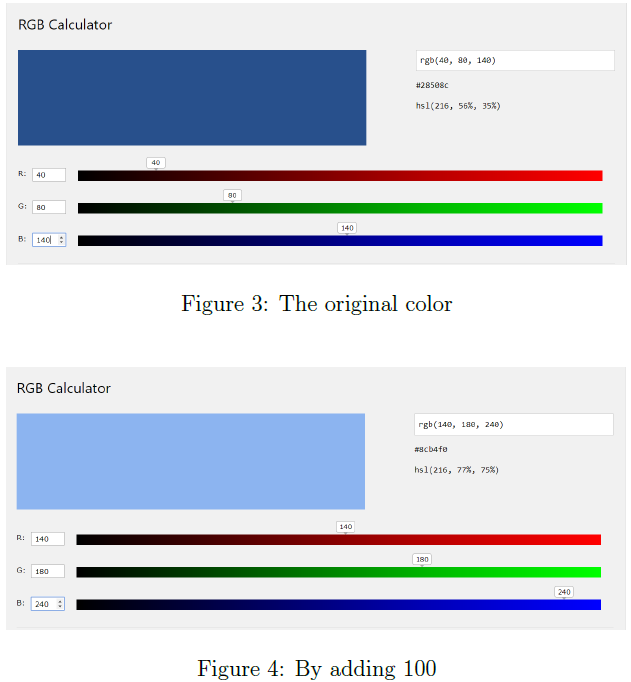 RGB Calculator
rgb(40, 80, 140)
#28508c
hsl(216, 56%, 35%)
40
R: 40
80
G: 80
140
B: 140
Figure 3: The original color
RGB Calculator
rgb(140, 180, 240)
#8cb4f0
hsl(216, 77%, 75%)
140
R: 140
180
G: 180
240
B: 240
Figure 4: By adding 100